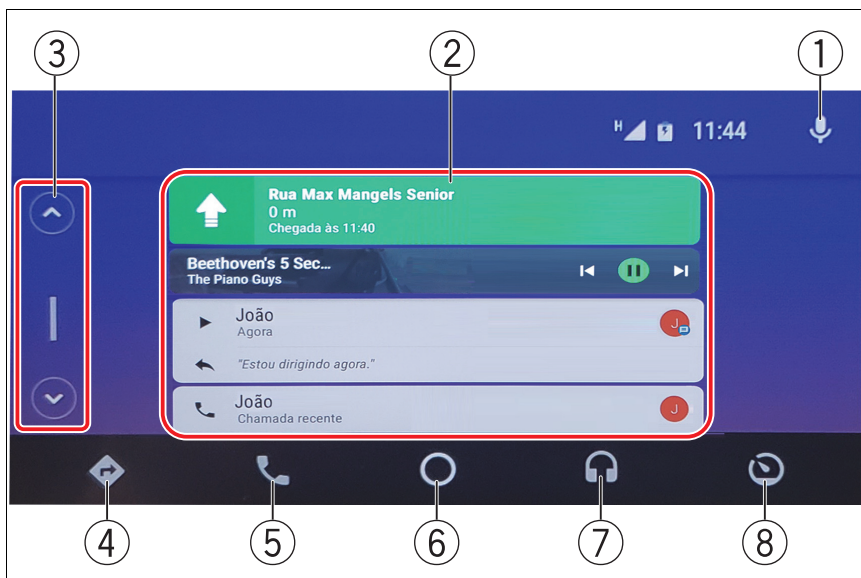 3
2
1
H
11:44
Rua Max Mangels Senior
0 m
Chegada às 11:40
Beethoven's 5 Sec...
The Piano Guys
João
Agora
J
"Estou dirigindo agora."
João
Chamada recente
J
4
5
6
7
8